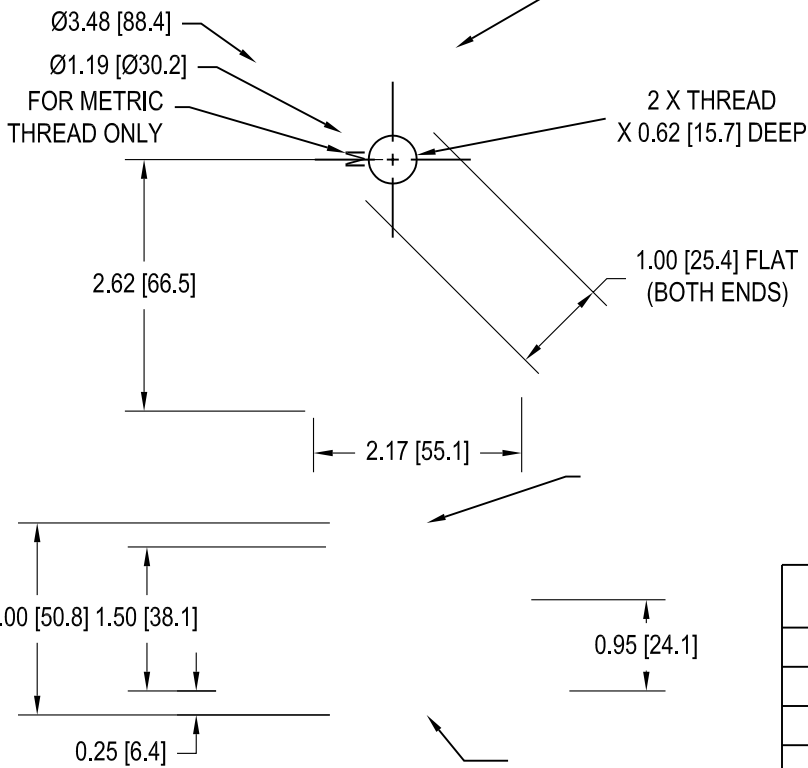 Ø3.48 [88.4]
Ø1.19 [Ø30.2]
FOR METRIC
THREAD ONLY
M
2 X THREAD
X 0.62 [15.7] DEEP
2.62 [66.5]
1.00 [25.4] FLAT
(BOTH ENDS)
2.17 [55.1]
.00 [50.8] 1.50 [38.1]
0.95 [24.1]
0.25 [6.4]